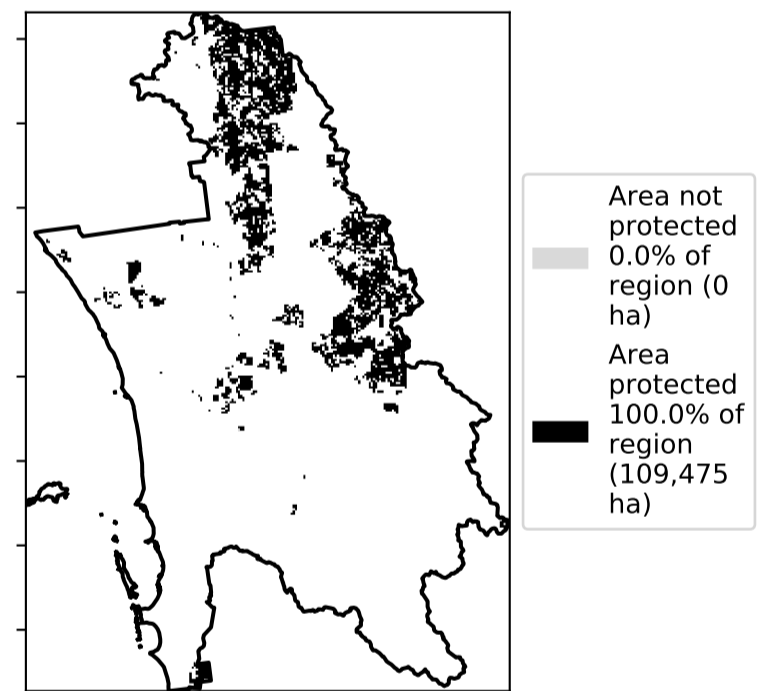 Area not
protected
0.0% of
region (0
ha)
Area
protected
100.0% of
region
(109,475
ha)